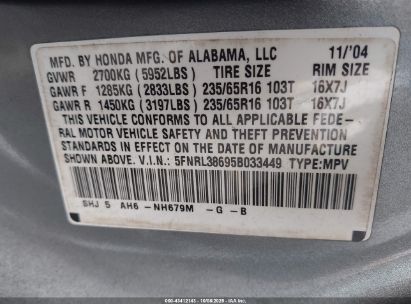 MFD. BY HONDA MFG. OF ALABAMA, LLC 11/'04
GVWR 2700KG (5952LBS) TIRE SIZE RIM SIZE
GAWR F 1285KG (2833LBS) 235/65R16 103T 16X7J
GAWR R 1450KG (3197LBS) 235/65R16 103T 16X7J
THIS VEHICLE CONFORMS TO ALL APPLICABLE FEDE-
RAL MOTOR VEHICLE SAFETY AND THEFT PREVENTION
STANDARDS IN EFFECT ON THE DATE OF MANUFACTURE
SHOWN ABOVE. V.I.N.: 5FNRL38695B033449 TYPE:MPV
SHJ 5 AH6 -NH679M -G -B